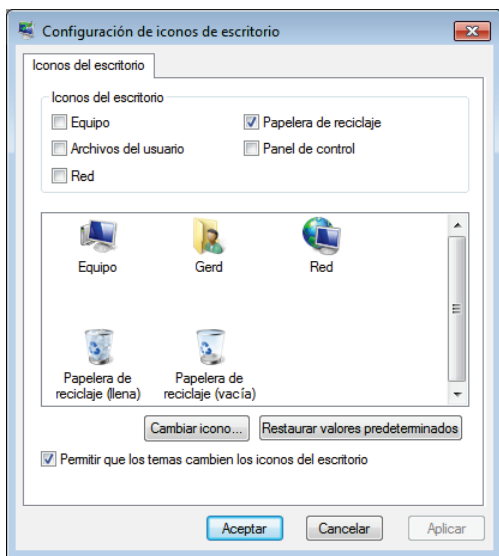 Configuración de iconos de escritorio
Iconos del escritorio
Iconos del escritorio
Equipo
Papelera de reciclaje
Archivos del usuario
Panel de control
Red
Equipo
Gerd
Red
Papelera de
reciclaje (llena)
Papelera de
reciclaje (vacía)
Cambiar icono...
Restaurar valores predeterminados
Permitir que los temas cambien los iconos del escritorio
Aceptar
Cancelar
Aplicar